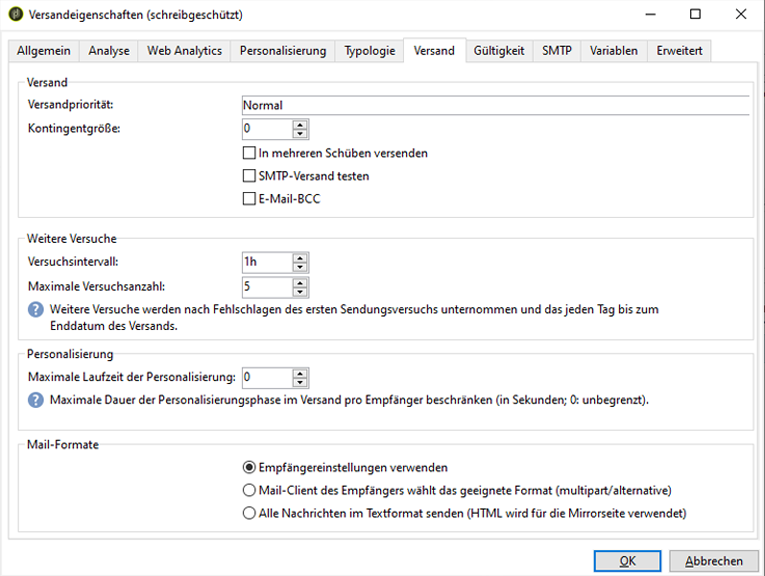 Versandeigenschaften (schreibgeschützt)
Allgemein Analyse Web Analytics Personalisierung Typologie Versand Gültigkeit SMTP Variablen Erweitert
Versand
Versandpriorität: Normal
Kontingentgröße: 0
In mehreren Schüben versenden
SMTP-Versand testen
E-Mail-BCC
Weitere Versuche
Versuchsintervall: 1h
Maximale Versuchsanzahl: 5
? Weitere Versuche werden nach Fehlschlagen des ersten Sendungsversuchs unternommen und das jeden Tag bis zum
Enddatum des Versands.
Personalisierung
Maximale Laufzeit der Personalisierung: 0
? Maximale Dauer der Personalisierungsphase im Versand pro Empfänger beschränken (in Sekunden; 0: unbegrenzt).
Mail-Formate
Empfängereinstellungen verwenden
Mail-Client des Empfängers wählt das geeignete Format (multipart/alternative)
Alle Nachrichten im Textformat senden (HTML wird für die Mirrorseite verwendet)
OK Abbrechen